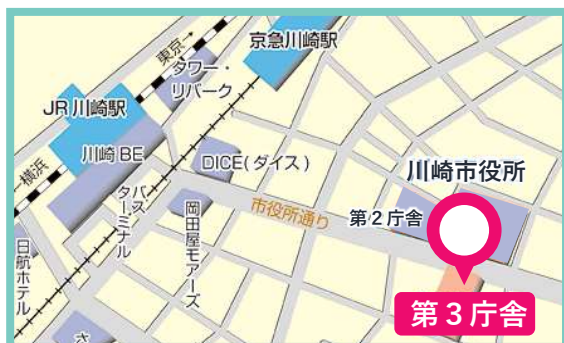 京急川崎駅
東京→
タワー・
リバーク
JR川崎駅
川崎BE
DICE(ダイス)
川崎市役所
←横浜
バス
ターミナル
市役所通り
第2庁舎
岡田屋モアーズ
日航ホテル
さ
第3庁舎